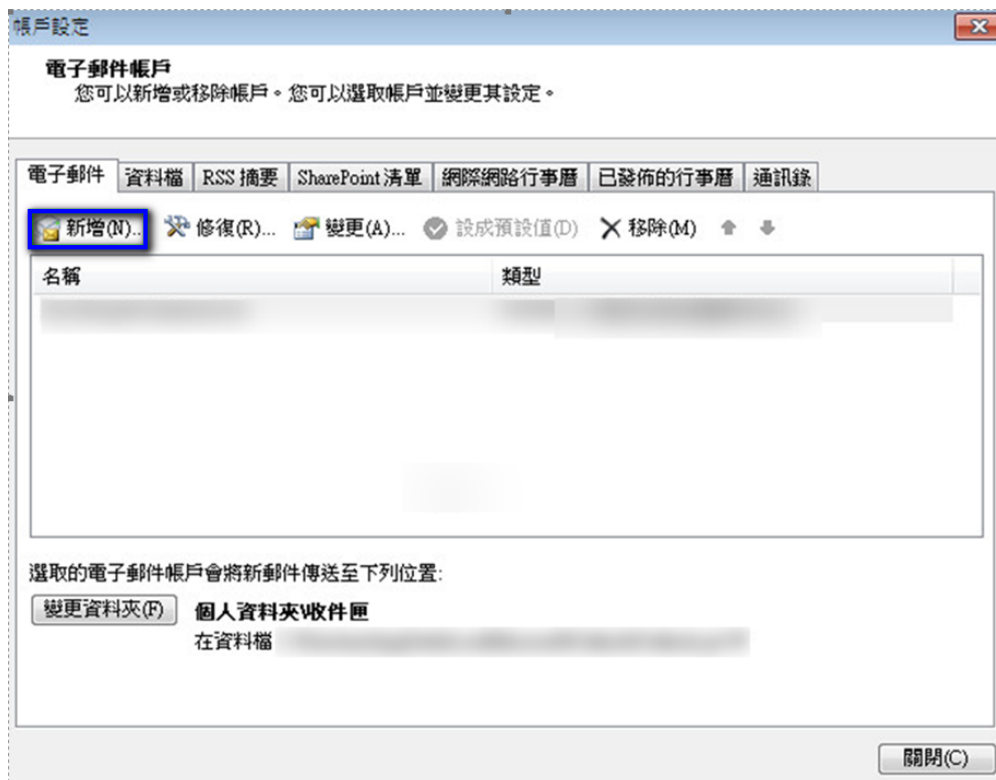 帳戶設定
電子郵件帳戶
您可以新增或移除帳戶。您可以選取帳戶並變更其設定。
電子郵件 資料檔 RSS 摘要 SharePoint 清單 網際網路行事曆 已發佈的行事曆 通訊錄
新增(N)... 修復(R)... 變更(A)... 設成預設值(D) 移除(M)
名稱 類型
選取的電子郵件帳戶會將新郵件傳送至下列位置:
變更資料夾(F) 個人資料夾\收件匣
在資料檔
關閉(C)